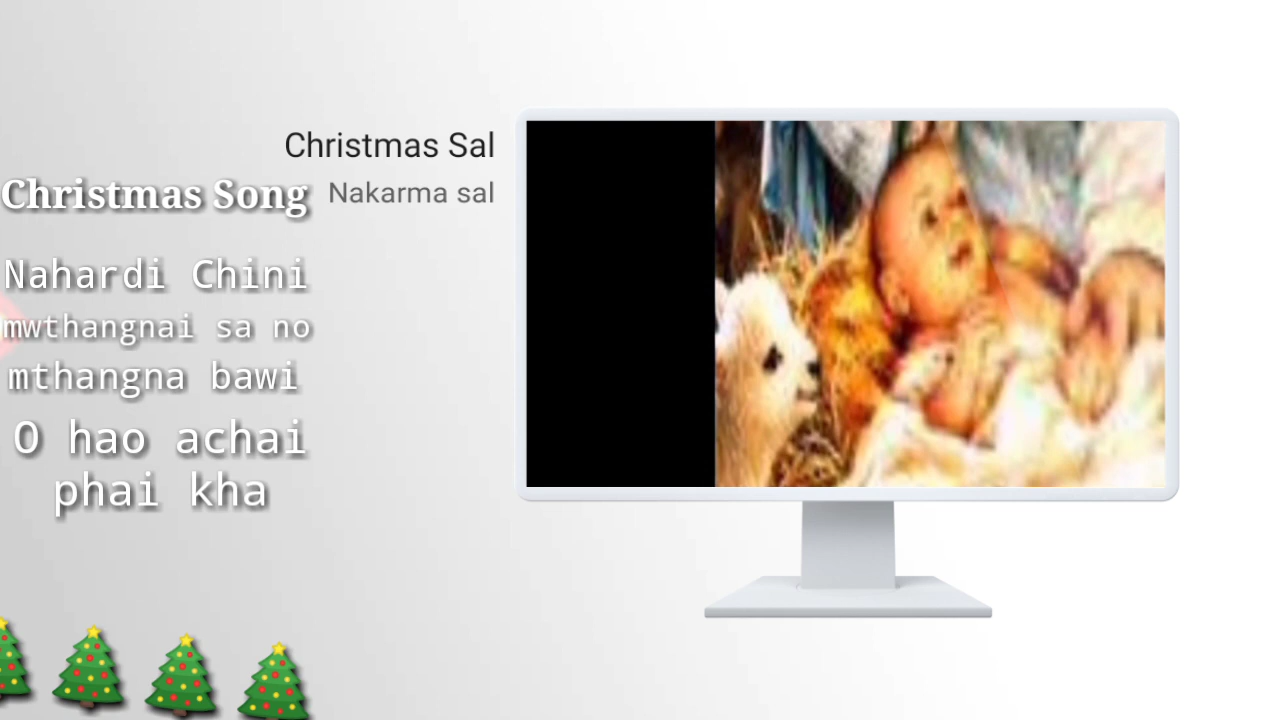 Christmas Sal
Nakarma sal
Christmas Song
Nahardi Chini
mwthangnai sa no
mthangna bawi
O hao achai
phai kha